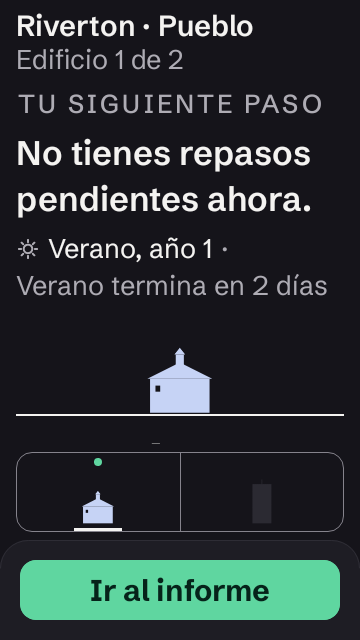 Riverton · Pueblo
Edificio 1 de 2
TU SIGUIENTE PASO
No tienes repasos
pendientes ahora.
Verano, año 1 ·
Verano termina en 2 días
Ir al informe